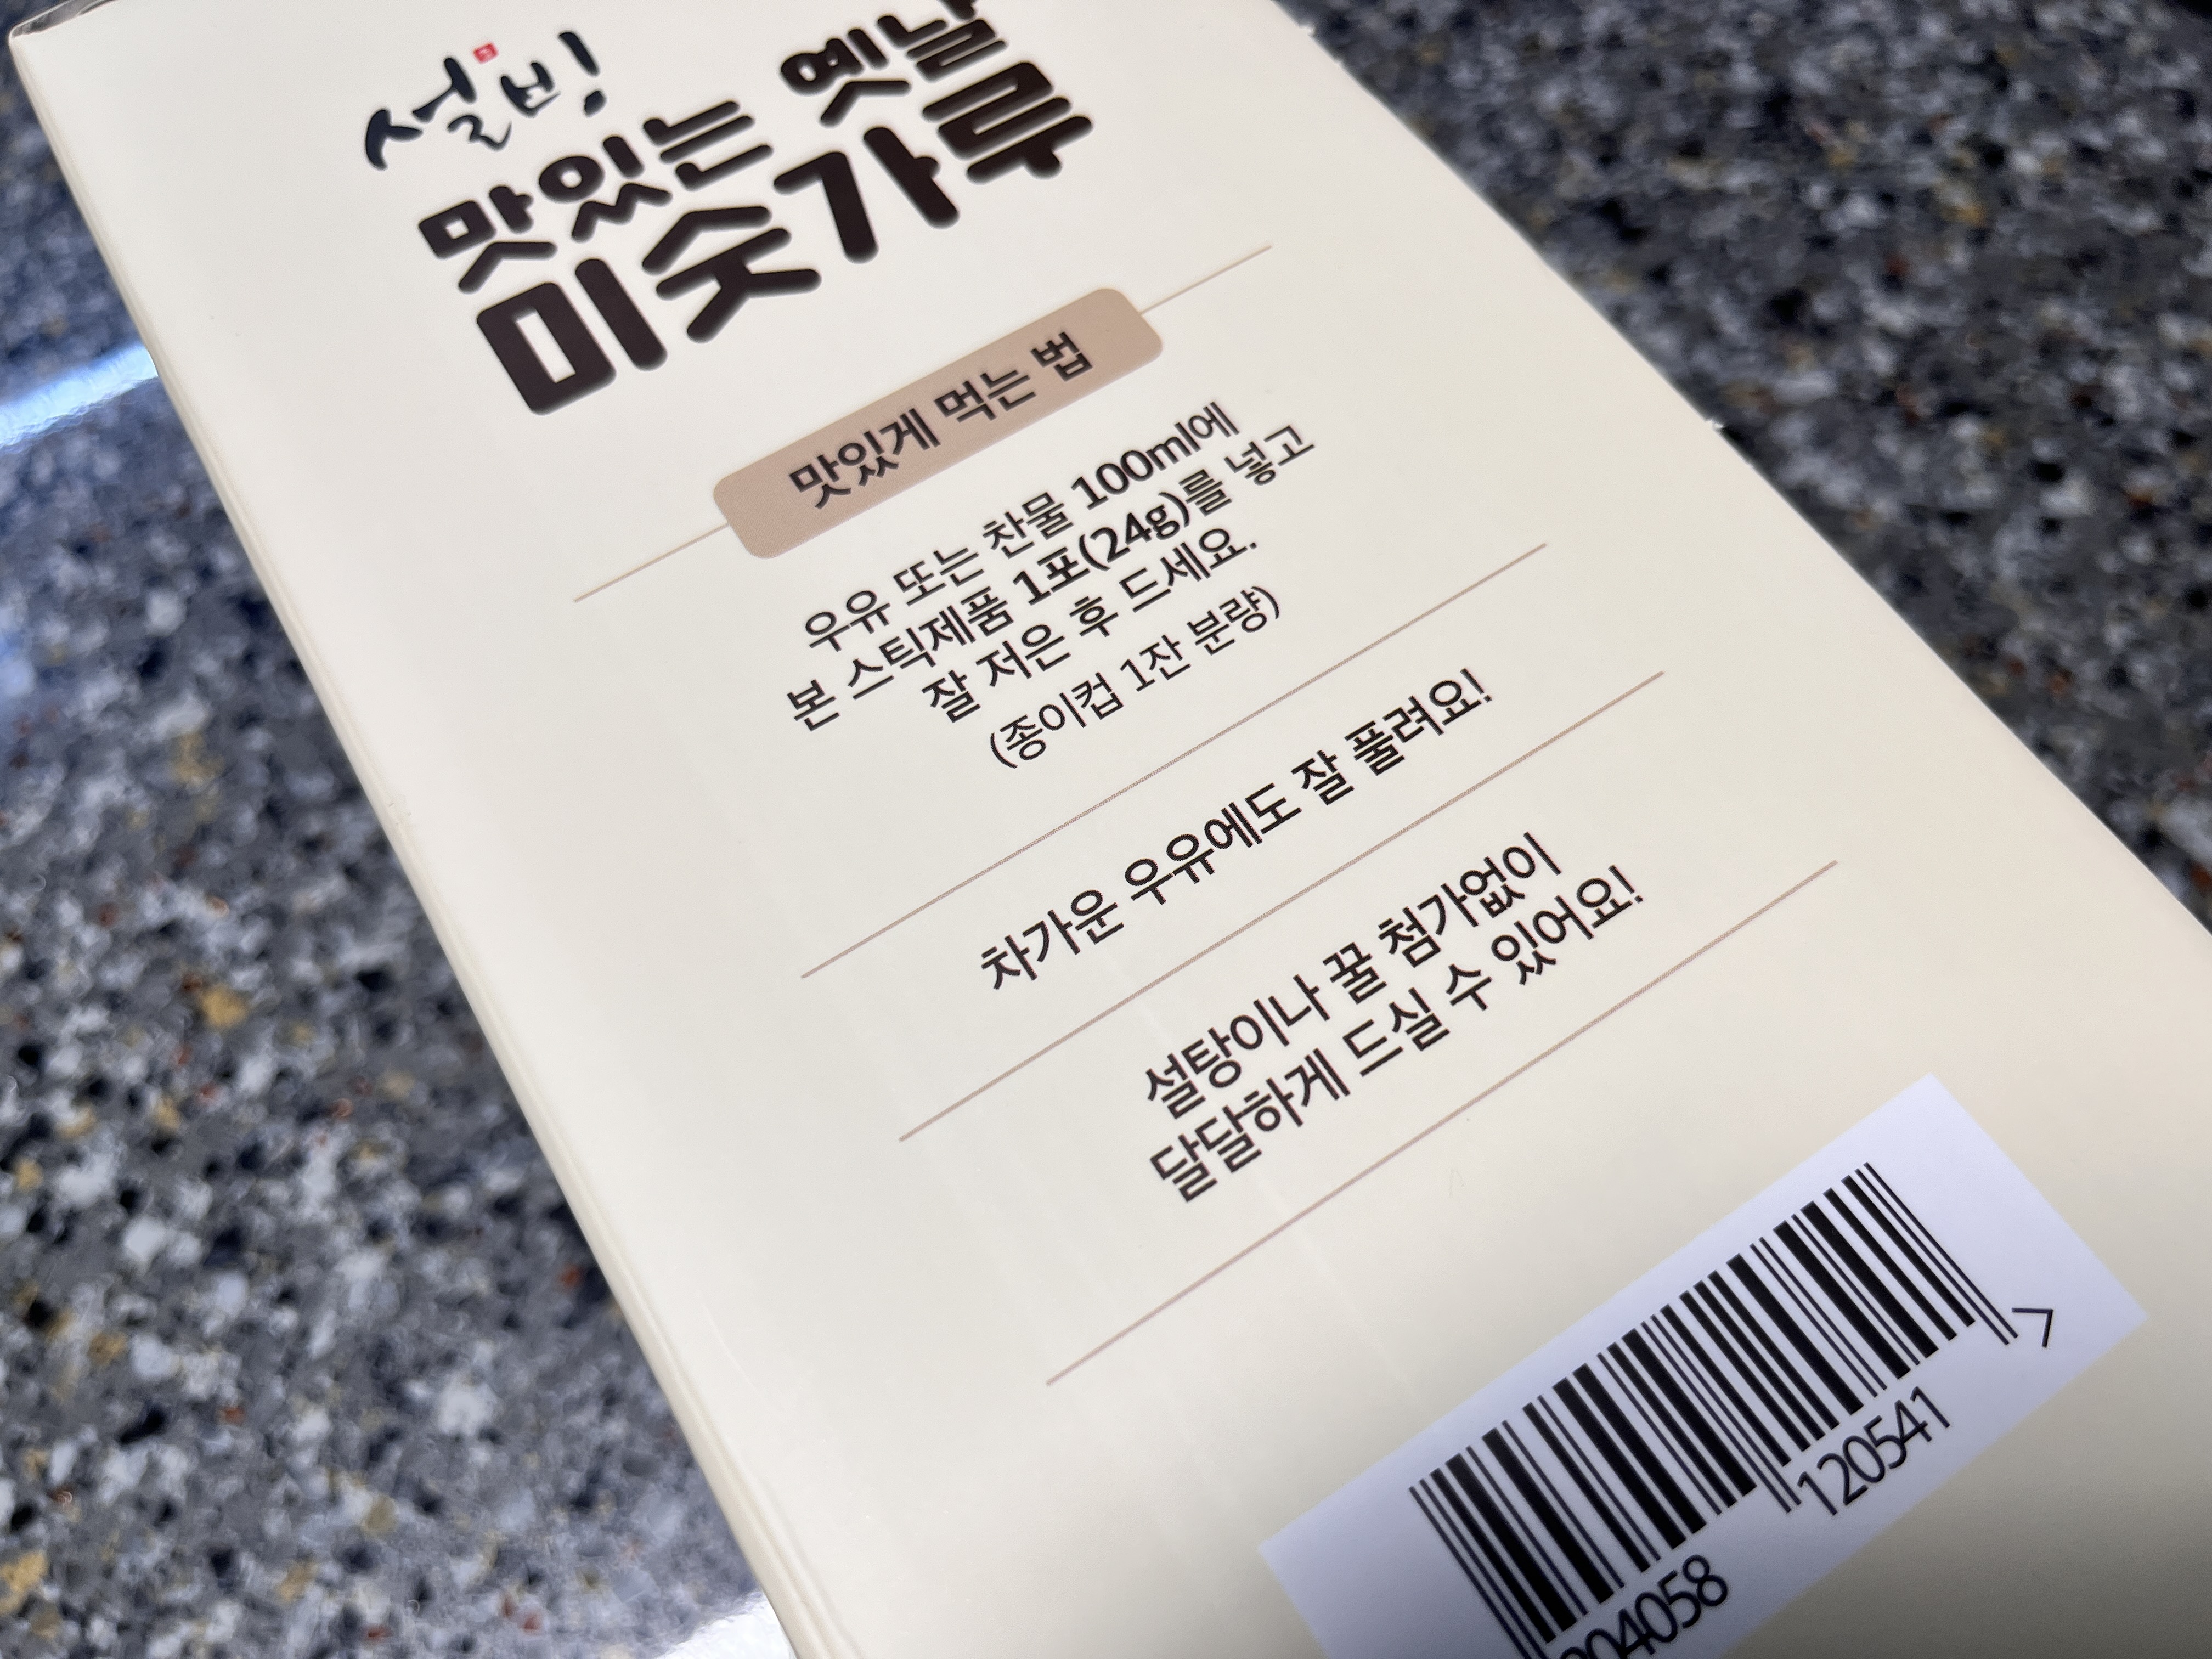 설빙
맛있는 옛날
미숫가루
맛있게 먹는 법
우유 또는 찬물 100ml에
본 스틱제품 1포(24g)를 넣고
잘 저은 후 드세요.
(종이컵 1잔 분량)
차가운 우유에도 잘 풀려요!
설탕이나 꿀 첨가없이
달달하게 드실 수 있어요!
204058 120541 >